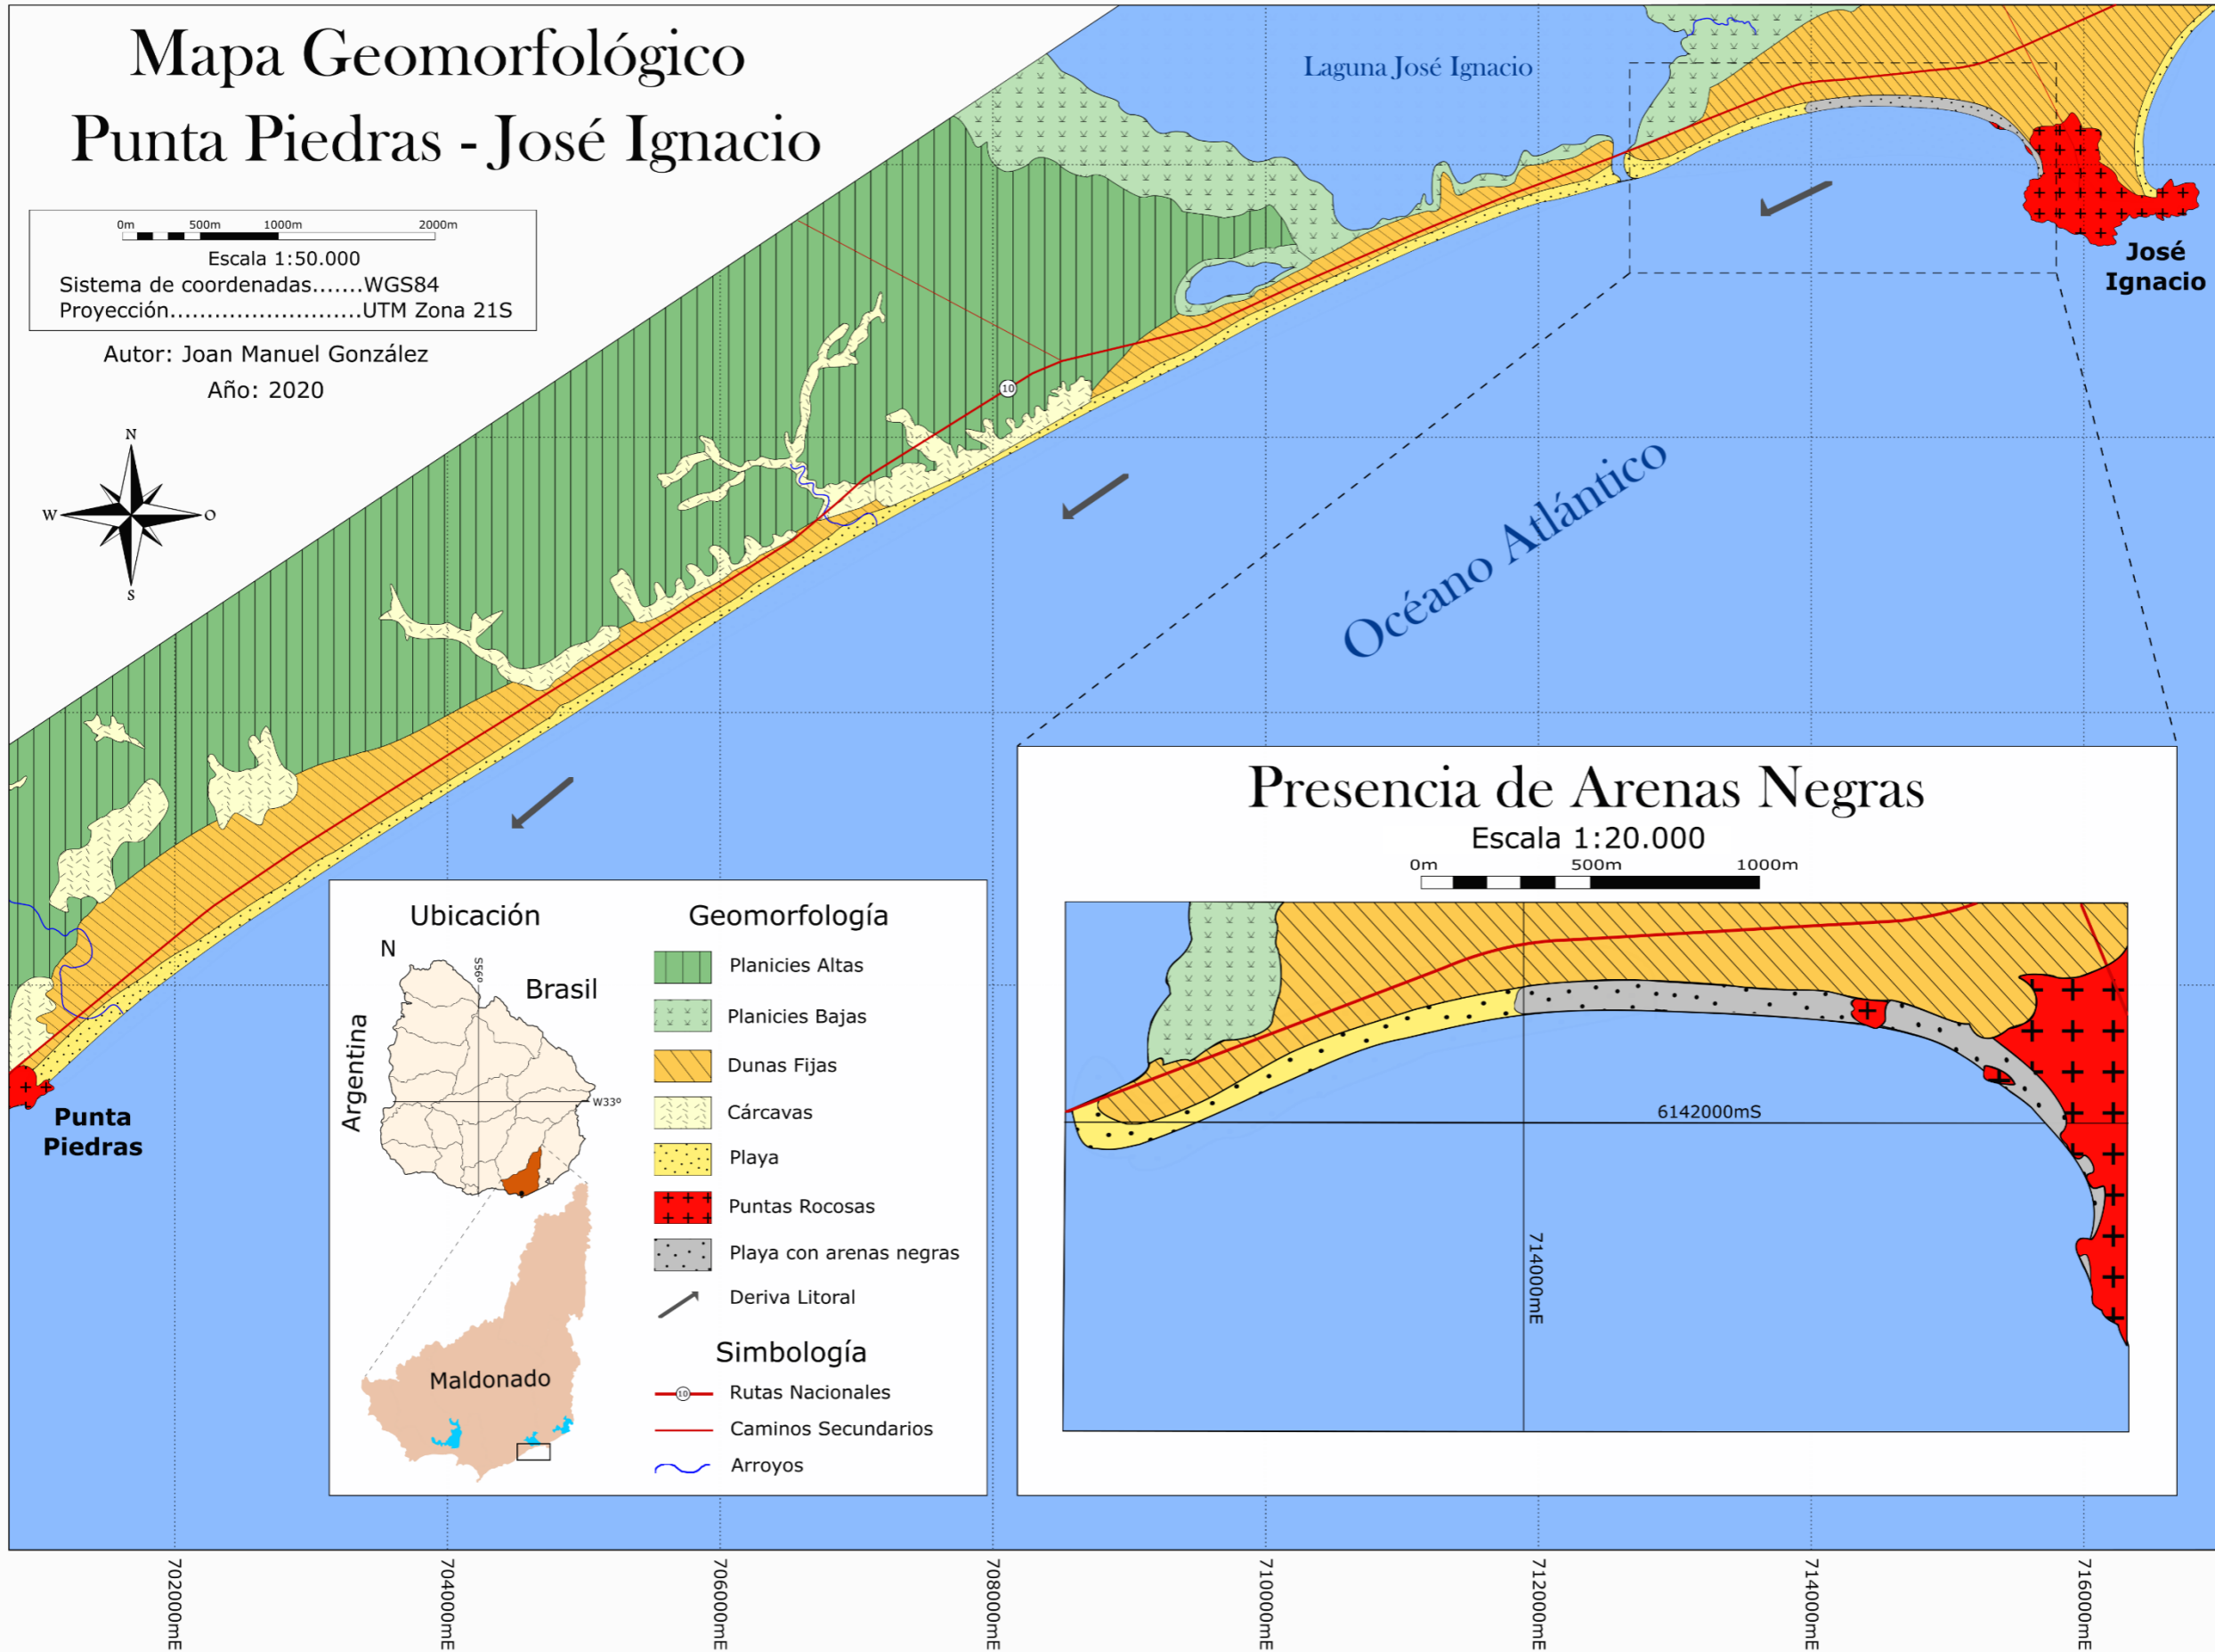 Mapa Geomorfológico
Punta Piedras - José Ignacio
0m 500m 1000m 2000m
Escala 1:50.000
Sistema de coordenadas.......WGS84
Proyección..........................UTM Zona 21S
Autor: Joan Manuel González
Año: 2020
N
W O
S
Laguna José Ignacio
José
Ignacio
10
Océano Atlántico
Punta
Piedras
Ubicación
N
S56º
Brasil
Argentina
W33º
Maldonado
Geomorfología
Planicies Altas
Planicies Bajas
Dunas Fijas
Cárcavas
Playa
Puntas Rocosas
Playa con arenas negras
Deriva Litoral
Simbología
10
Rutas Nacionales
Caminos Secundarios
Arroyos
Presencia de Arenas Negras
Escala 1:20.000
0m 500m 1000m
6142000mS
714000mE
702000mE 704000mE 706000mE 708000mE 710000mE 712000mE 714000mE 716000mE